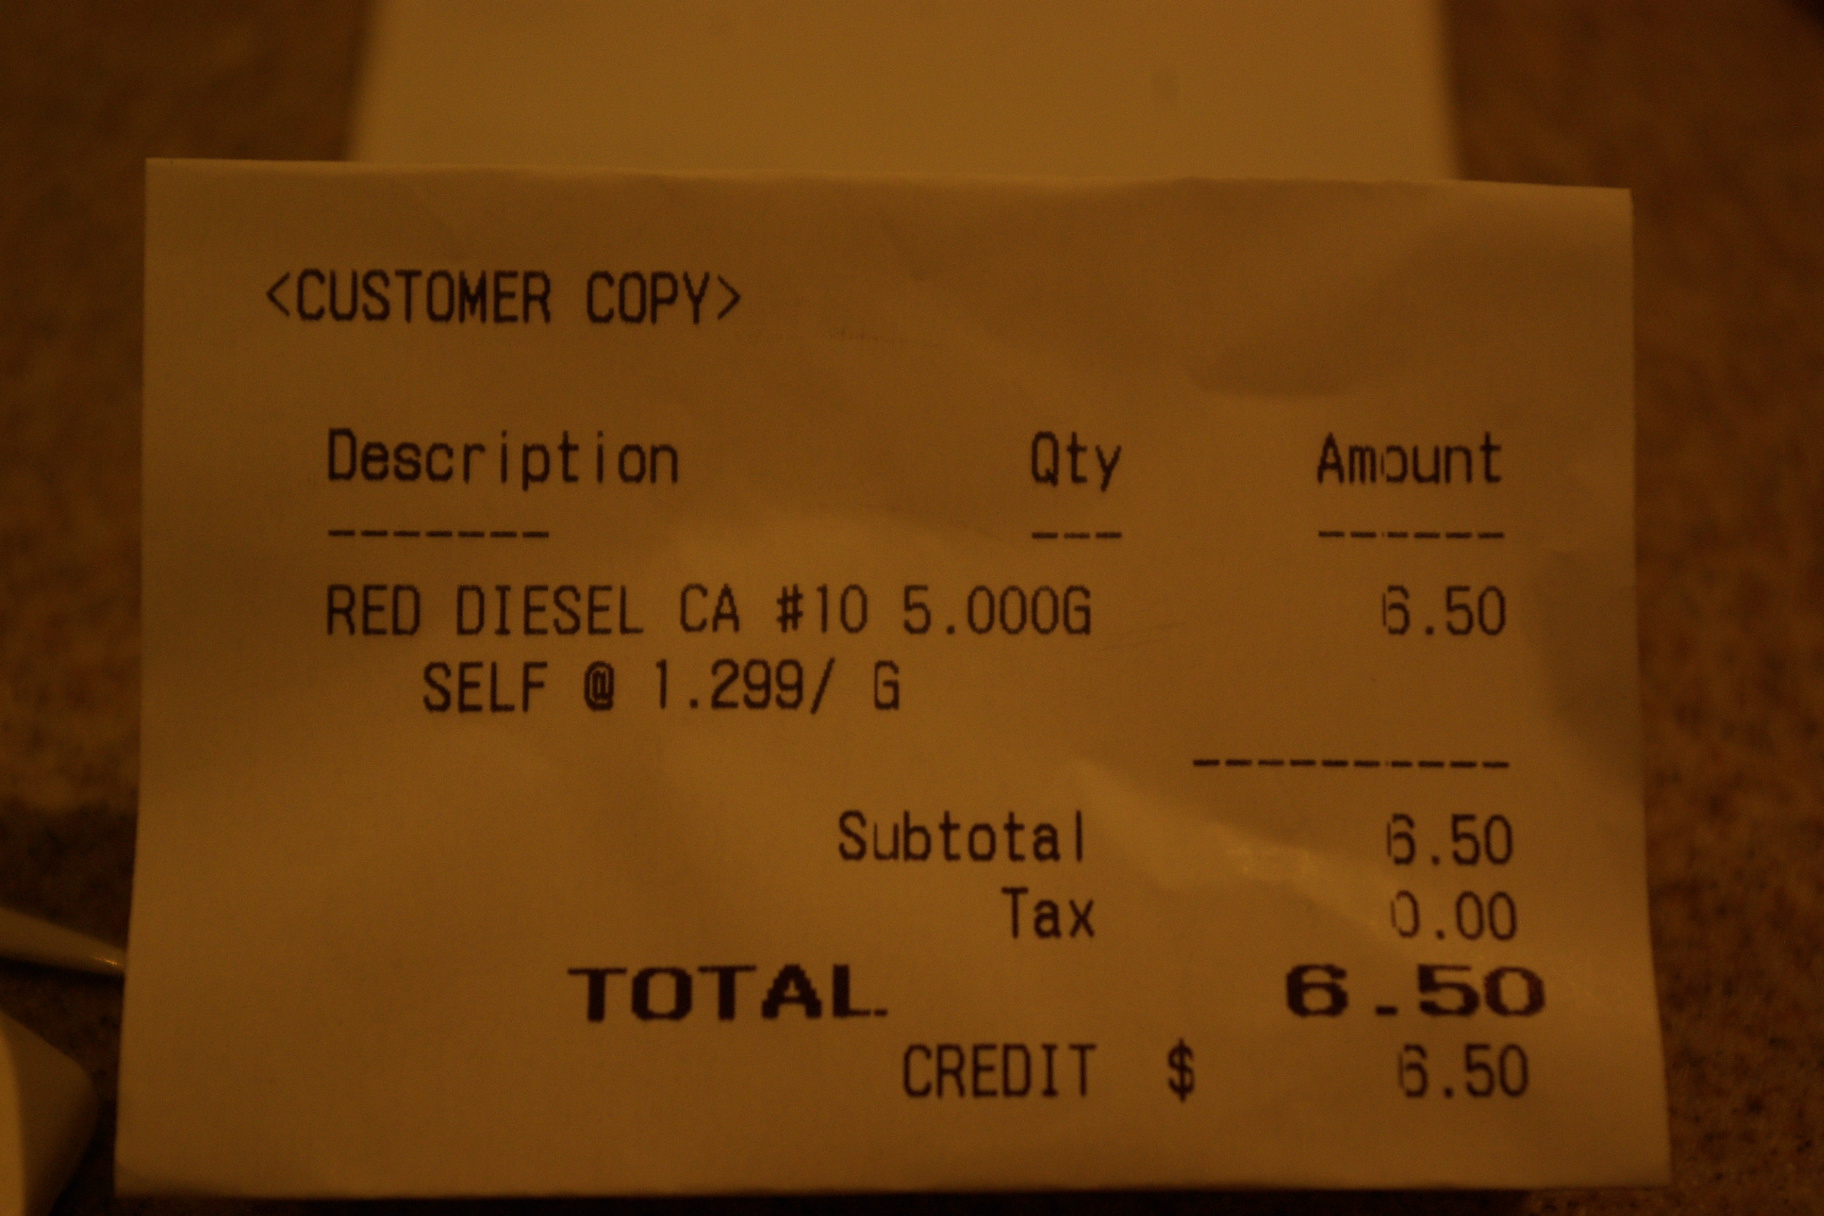 <CUSTOMER COPY>
Description Qty Amount
------- --- ------
RED DIESEL CA #10 5.000G 6.50
SELF @ 1.299/ G
----------
Subtotal 6.50
Tax 0.00
TOTAL 6.50
CREDIT $ 6.50